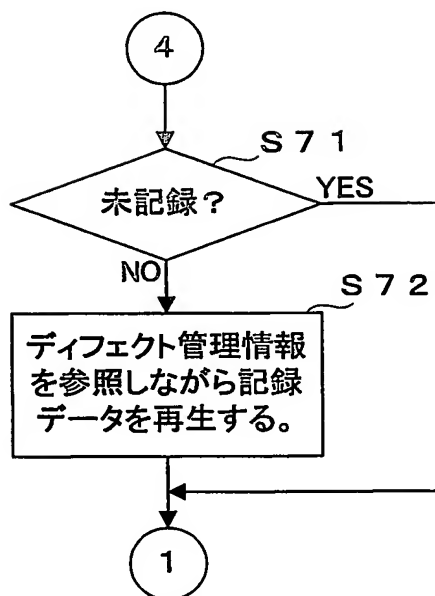 4
S71
未記録？
YES
NO
S72
ディフェクト管理情報
を参照しながら記録
データを再生する。
1